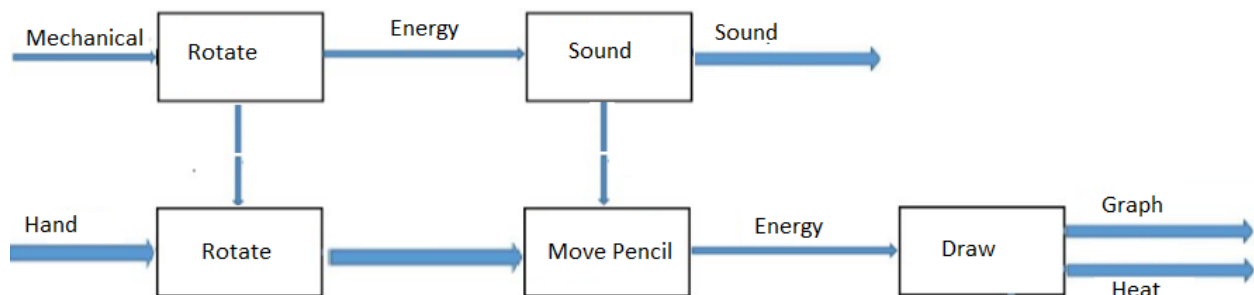 Mechanical
Rotate
Energy
Sound
Sound
Hand
Rotate
Move Pencil
Energy
Draw
Graph
Heat